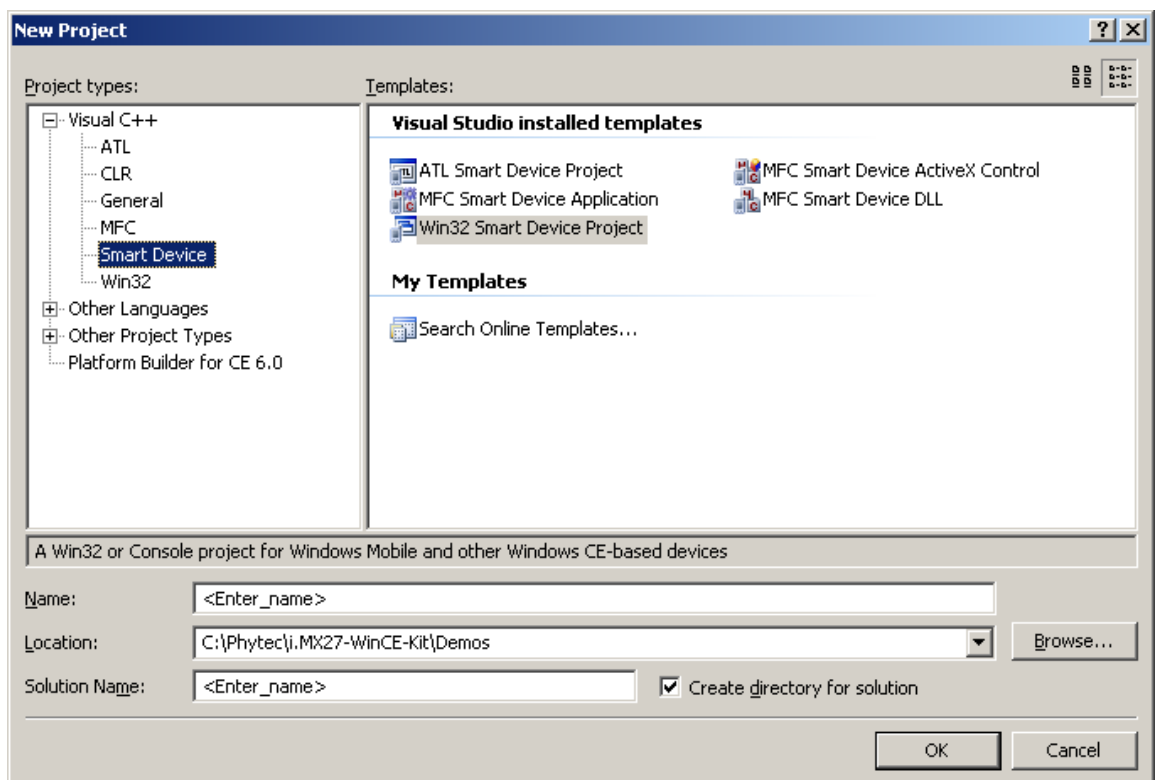 New Project
Project types:
Templates:
Visual C++
ATL
CLR
General
MFC
Smart Device
Win32
Other Languages
Other Project Types
Platform Builder for CE 6.0
Visual Studio installed templates
ATL Smart Device Project
MFC Smart Device ActiveX Control
MFC Smart Device Application
MFC Smart Device DLL
Win32 Smart Device Project
My Templates
Search Online Templates...
A Win32 or Console project for Windows Mobile and other Windows CE-based devices
Name:
<Enter_name>
Location:
C:\Phytec\i.MX27-WinCE-Kit\Demos
Browse...
Solution Name:
<Enter_name>
Create directory for solution
OK
Cancel